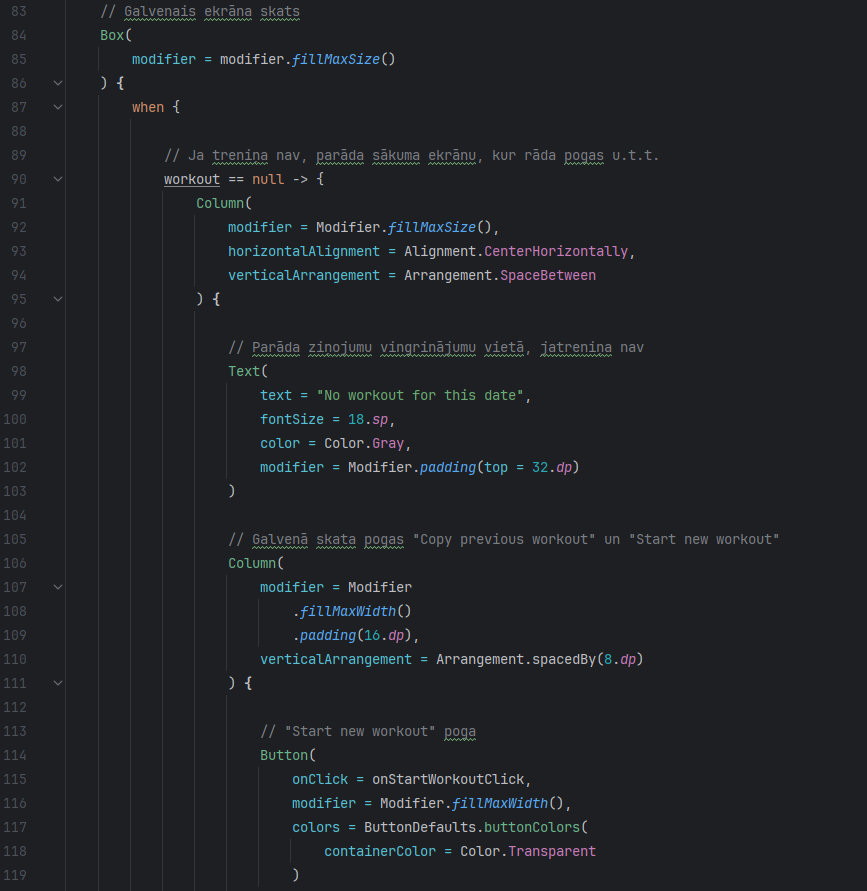 83 // Galvenais ekrāna skats
84 Box(
85 modifier = modifier.fillMaxSize()
86 ) {
87 when {
88
89 // Ja treniņa nav, parāda sākuma ekrānu, kur rāda pogas u.t.t.
90 workout == null -> {
91 Column(
92 modifier = Modifier.fillMaxSize(),
93 horizontalAlignment = Alignment.CenterHorizontally,
94 verticalArrangement = Arrangement.SpaceBetween
95 ) {
96
97 // Parāda ziņojumu vingrinājumu vietā, jatreniņa nav
98 Text(
99 text = "No workout for this date",
100 fontSize = 18.sp,
101 color = Color.Gray,
102 modifier = Modifier.padding(top = 32.dp)
103 )
104
105 // Galvenā skata pogas "Copy previous workout" un "Start new workout"
106 Column(
107 modifier = Modifier
108 .fillMaxWidth()
109 .padding(16.dp),
110 verticalArrangement = Arrangement.spacedBy(8.dp)
111 ) {
112
113 // "Start new workout" poga
114 Button(
115 onClick = onStartWorkoutClick,
116 modifier = Modifier.fillMaxWidth(),
117 colors = ButtonDefaults.buttonColors(
118 containerColor = Color.Transparent
119 )